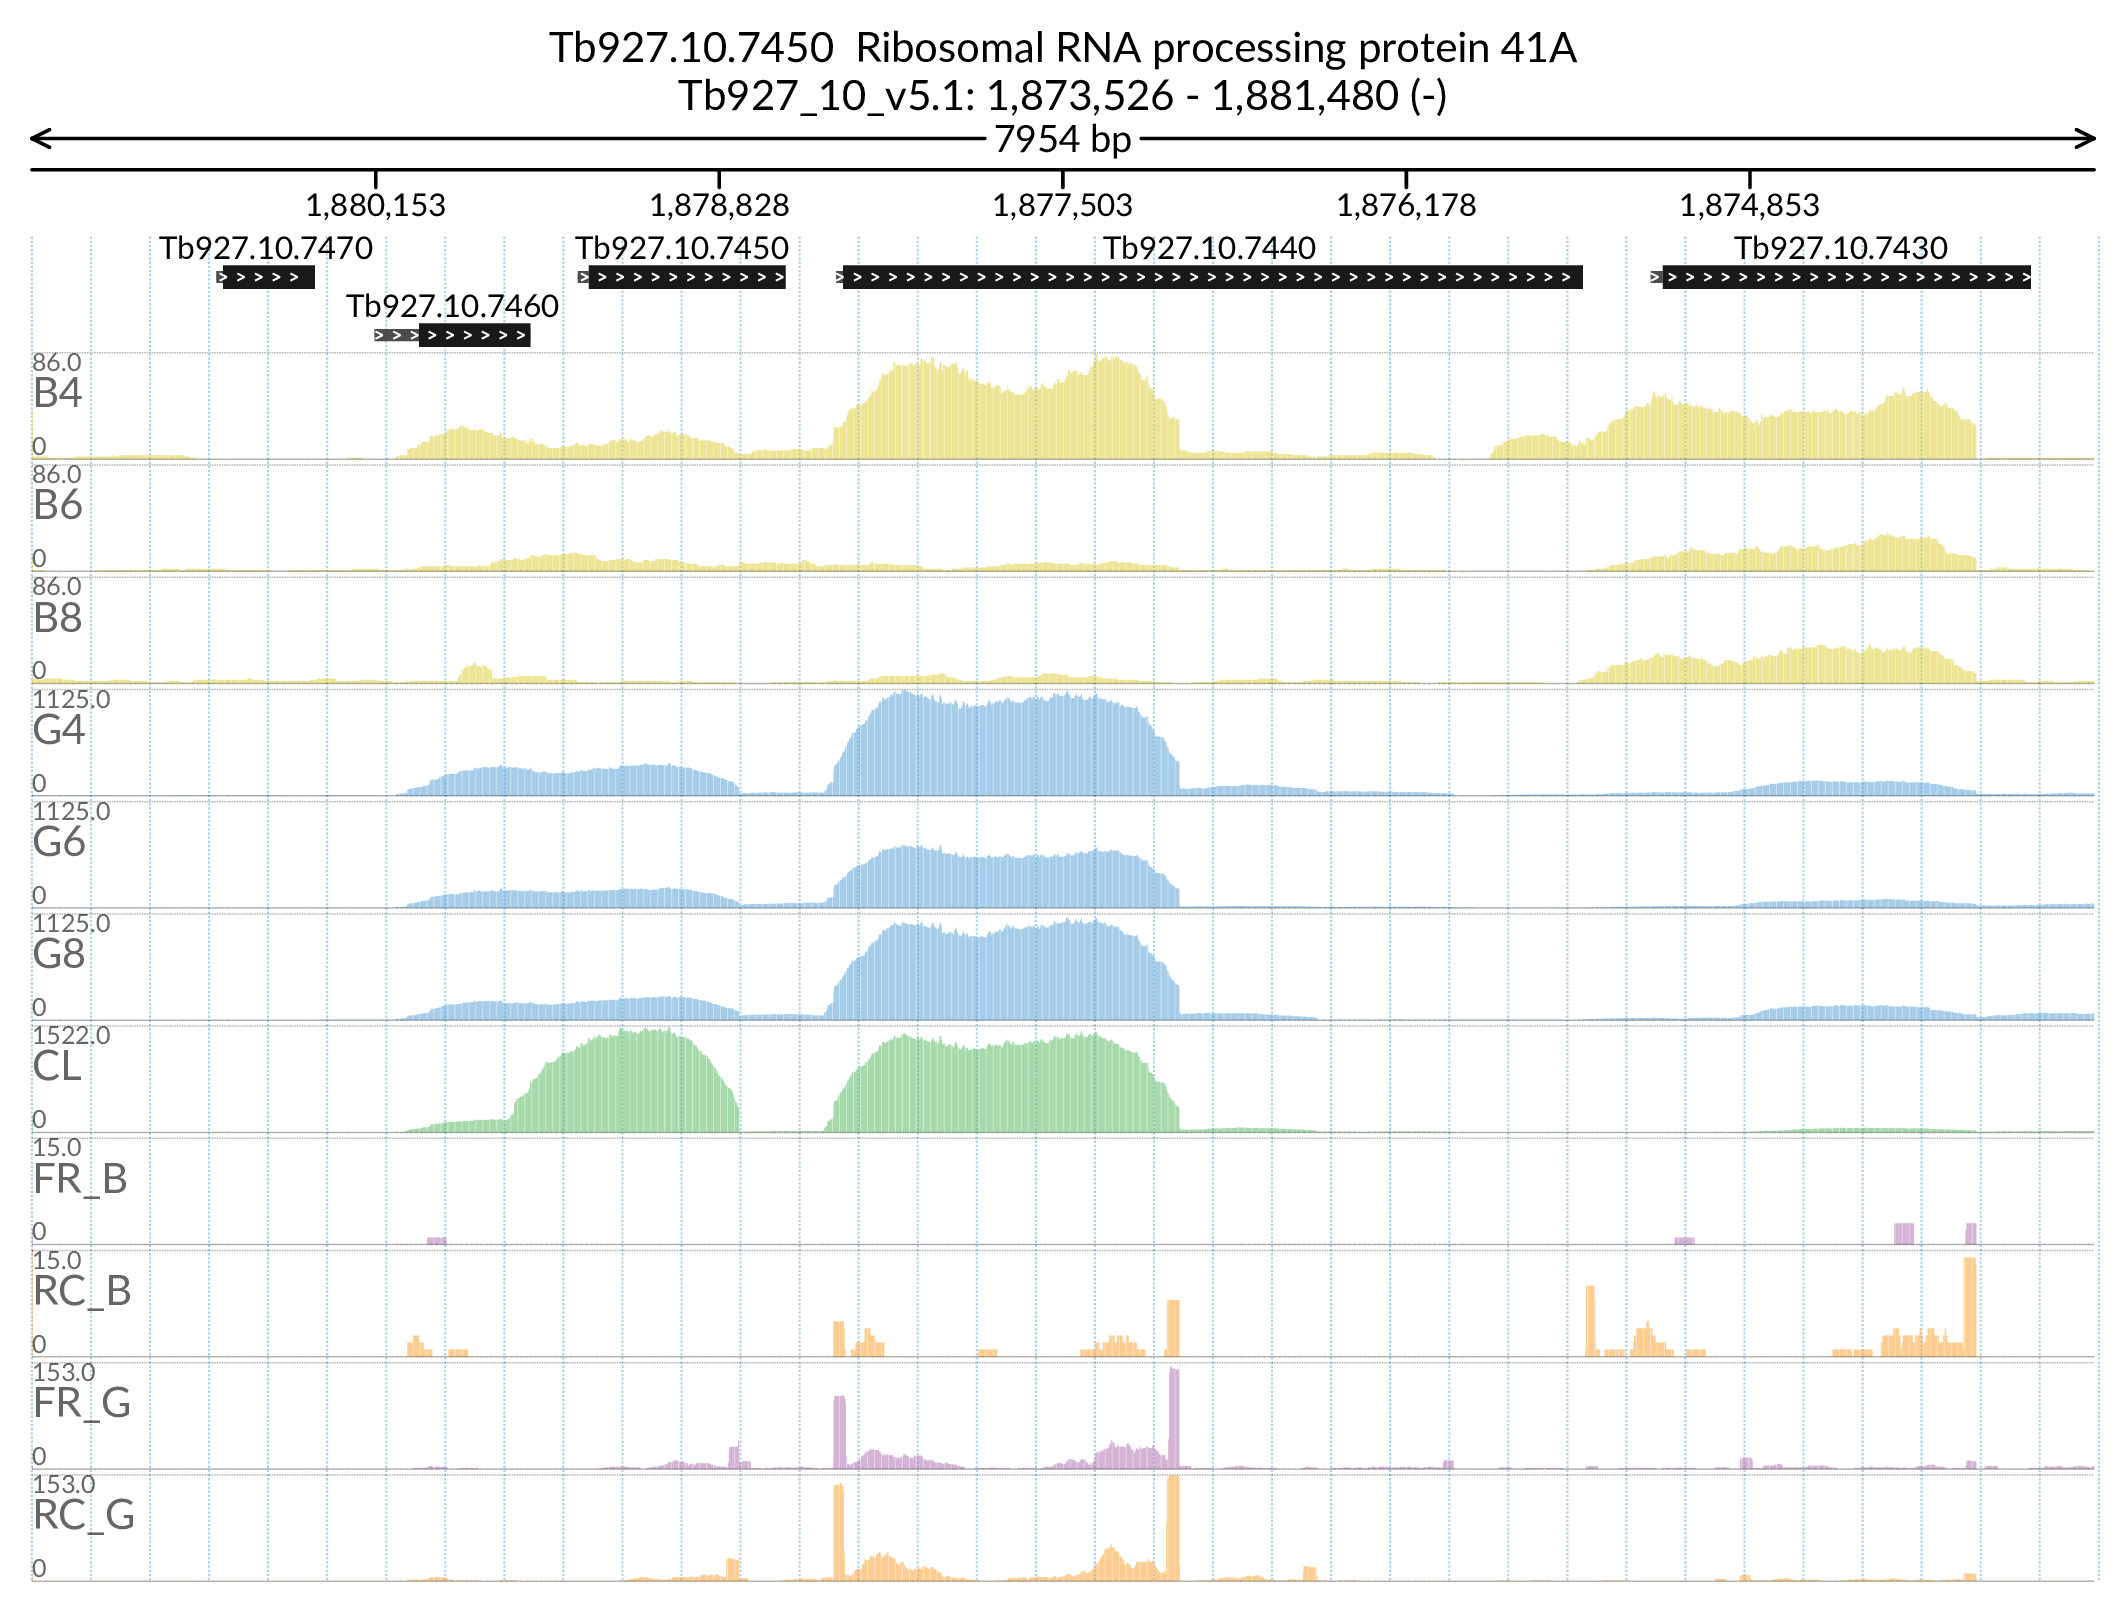 Tb927.10.7450 Ribosomal RNA processing protein 41A
Tb927_10_v5.1: 1,873,526 - 1,881,480 (-)
7954 bp
1,880,153 1,878,828 1,877,503 1,876,178 1,874,853
Tb927.10.7470 Tb927.10.7450 Tb927.10.7440 Tb927.10.7430
Tb927.10.7460
86.0
B4
0
86.0
B6
0
86.0
B8
0
1125.0
G4
0
1125.0
G6
0
1125.0
G8
0
1522.0
CL
0
15.0
FR_B
0
15.0
RC_B
0
153.0
FR_G
0
153.0
RC_G
0